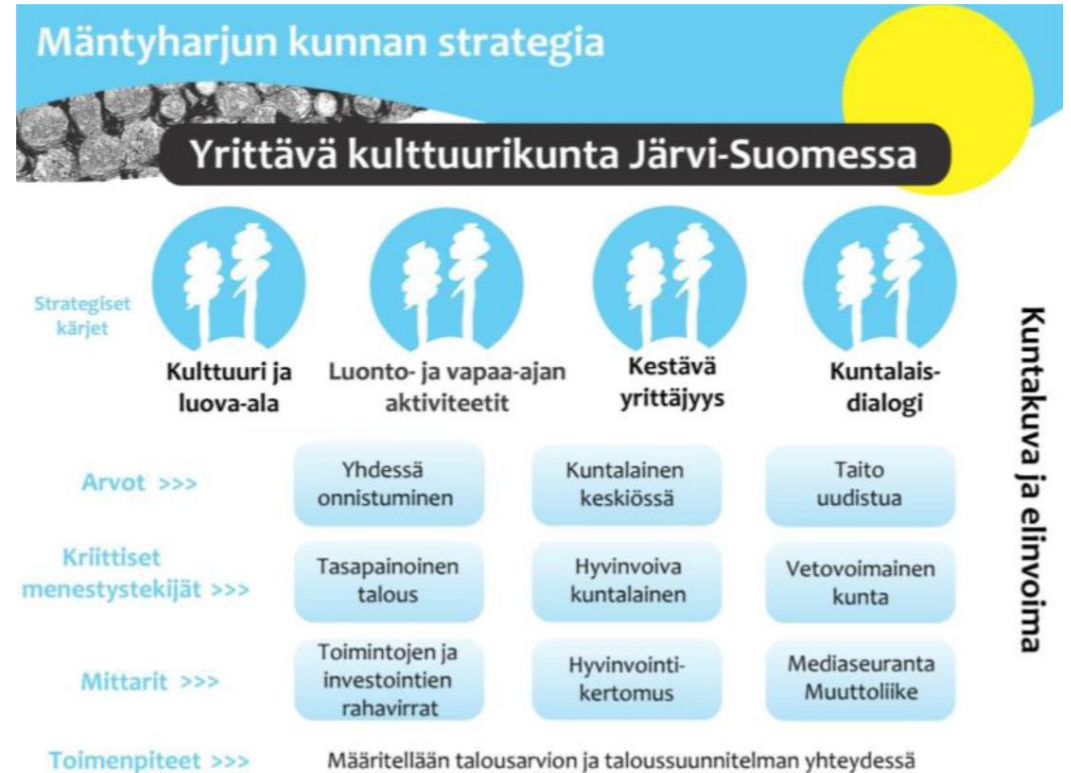 Mäntyharjun kunnan strategia
Yrittävä kulttuurikunta Järvi-Suomessa
Strategiset
kärjet
Kulttuuri ja
luova-ala
Luonto- ja vapaa-ajan
aktiviteetit
Kestävä
yrittäjyys
Kuntalais-
dialogi
Arvot >>>
Yhdessä
onnistuminen
Kuntalainen
keskiössä
Taito
uudistua
Kriittiset
menestystekijät >>>
Tasapainoinen
talous
Hyvinvoiva
kuntalainen
Vetovoimainen
kunta
Mittarit >>>
Toimintojen ja
investointien
rahavirrat
Hyvinvointi-
kertomus
Mediaseuranta
Muuttoliike
Toimenpiteet >>>
Määritellään talousarvion ja taloussuunnitelman yhteydessä
Kuntakuva ja elinvoima